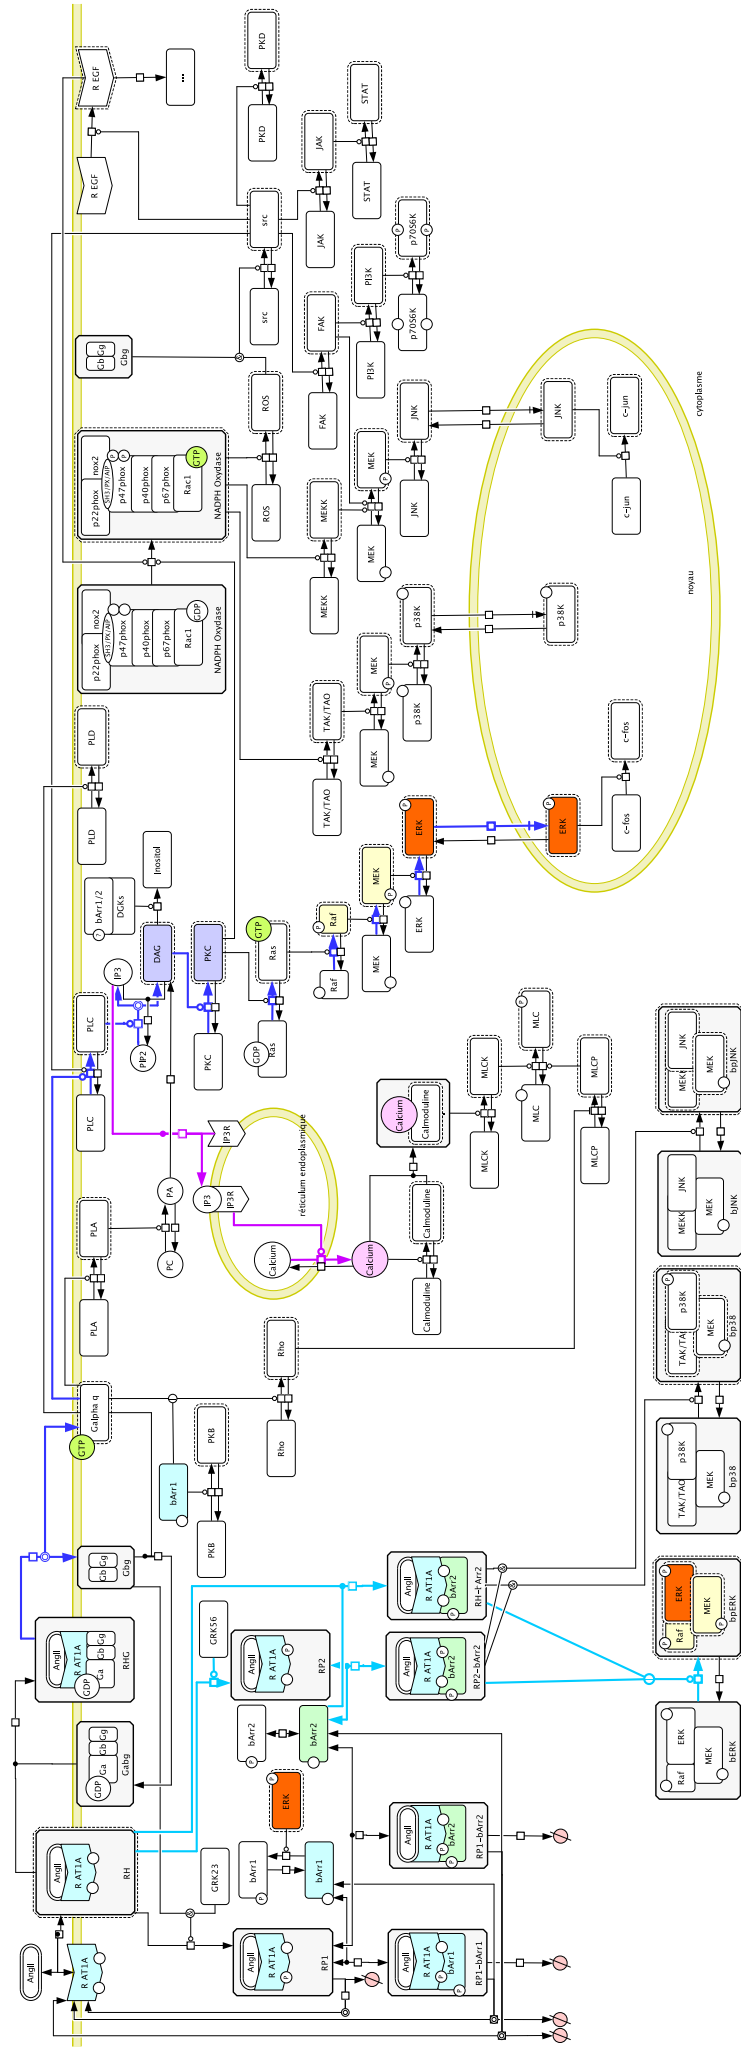 R EGF
R EGF
...
PKD
PKD
JAK
JAK
STAT
STAT
src
src
PI3K
PI3K
p70S6K
P
P
p70S6K
FAK
FAK
Gb
Gg
Gbg
ROS
ROS
p22phox
nox2
SH3/PX/AIP
P
P
p47phox
p40phox
p67phox
Rac1
GTP
NADPH Oxydase
p22phox
nox2
SH3/PX/AIP
p47phox
p40phox
p67phox
Rac1
GDP
NADPH Oxydase
MEKK
MEKK
MEK
P
MEK
JNK
JNK
JNK
c-jun
c-jun
cytoplasme
noyau
p38K
p38K
p38K
MEK
P
MEK
TAK/TAO
TAK/TAO
PLD
PLD
c-fos
c-fos
ERK
P
ERK
P
ERK
MEK
P
MEK
Raf
P
Raf
Ras
GTP
Ras
GDP
Inositol
bArr1/2
?
DGKs
DAG
IP3
PIP2
PKC
PKC
PLC
PLC
PA
PC
PLA
PLA
IP3R
IP3
IP3R
réticulum endoplasmique
Calcium
Calcium
Calcium
Calmoduline
Calmoduline
Calmoduline
MLCK
MLCK
MLC
P
MLC
MLCP
MLCP
JNK
MEKK
MEK
bpJNK
JNK
MEKK
MEK
bJNK
Rho
Rho
Galpha q
GTP
bArr1
PKB
PKB
P
p38K
TAK/TA
MEK
bp38
p38K
TAK/TAO
MEK
bp38
Gb
Gg
Gbg
AngII
R AT1A
Gb
Gg
Ga
GDP
RHG
Gb
Gg
Ga
GDP
Gabg
GRK56
AngII
R AT1A
P
RP2
AngII
R AT1A
bArr2
P
RH-bArr2
AngII
R AT1A
P
bArr2
P
RP2-bArr2
P
ERK
P
Raf
MEK
P
bpERK
ERK
Raf
MEK
bERK
bArr2
P
bArr2
P
ERK
bArr1
P
bArr1
GRK23
AngII
R AT1A
RH
AngII
R AT1A
AngII
R AT1A
P
RP1
AngII
R AT1A
P
bArr2
P
RP1-bArr2
AngII
R AT1A
P
bArr1
P
RP1-bArr1